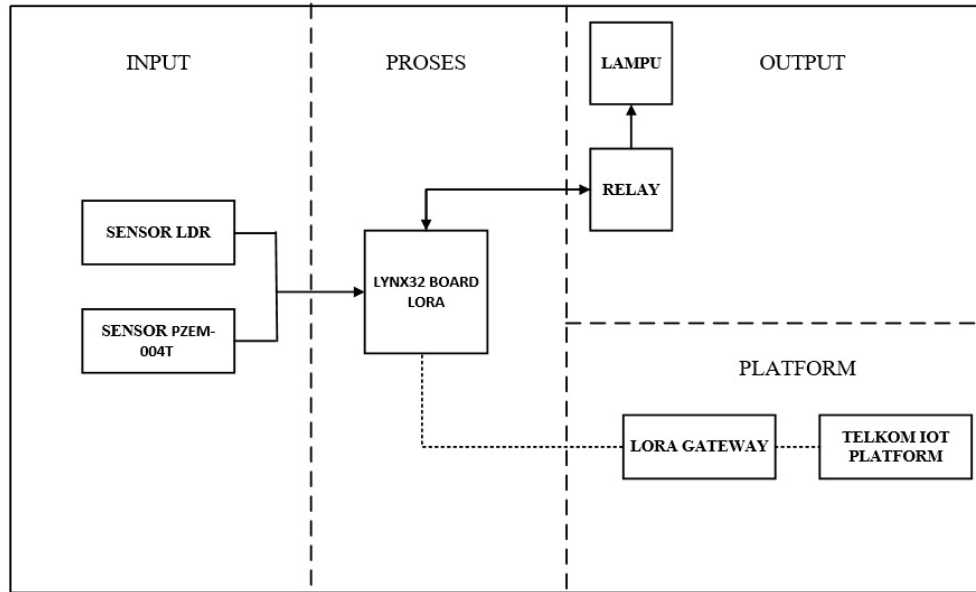 INPUT
PROSES
OUTPUT
LAMPU
RELAY
SENSOR LDR
SENSOR PZEM-
004T
LYNX32 BOARD
LORA
PLATFORM
LORA GATEWAY
TELKOM IOT
PLATFORM